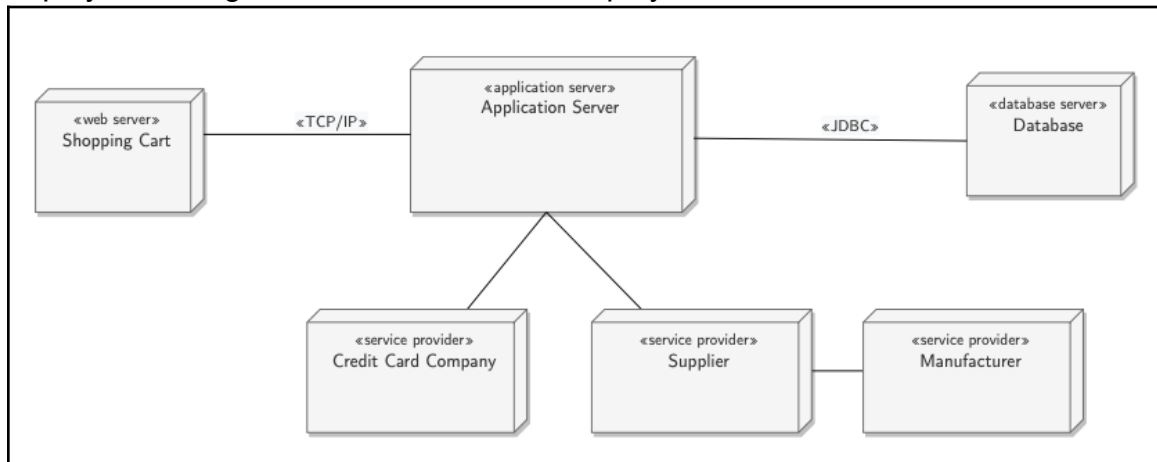 «application server»
Application Server
«web server»
Shopping Cart
«TCP/IP»
«JDBC»
«database server»
Database
«service provider»
Credit Card Company
«service provider»
Supplier
«service provider»
Manufacturer